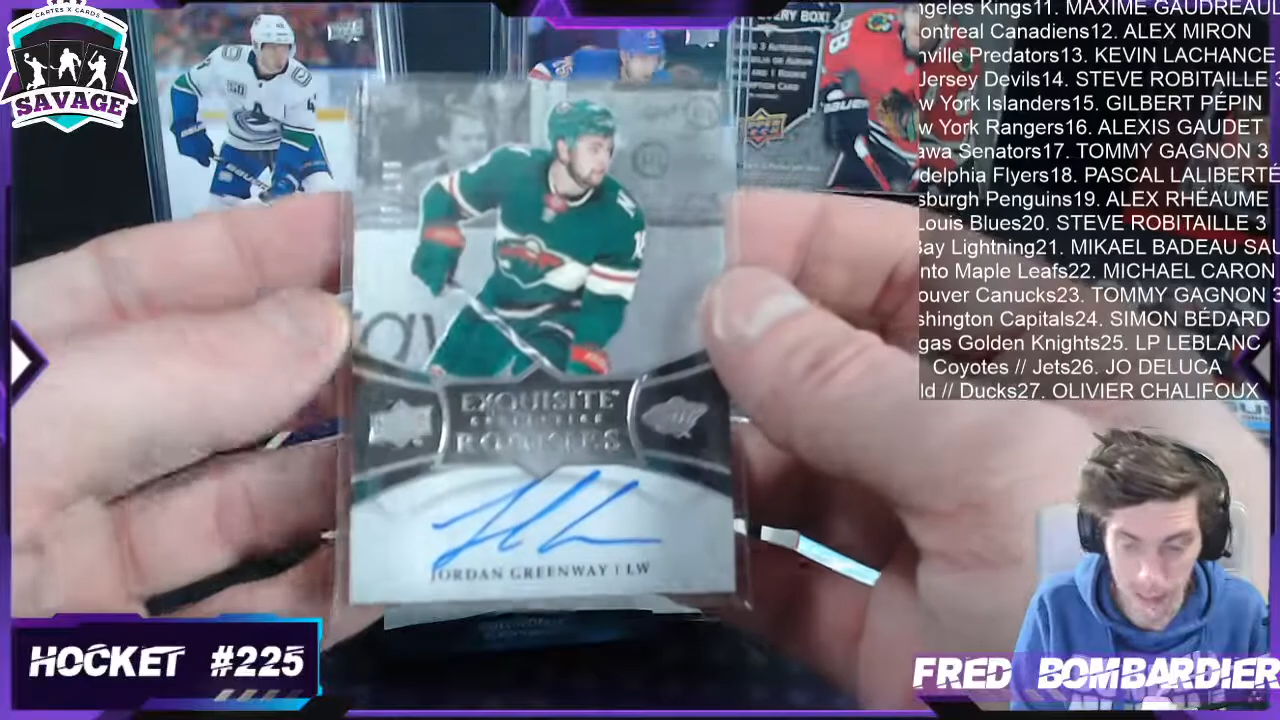 CARTES X CARDS
SAVAGE
ngeles Kings11. MAXIME GAUDREAUL
ontreal Canadiens12. ALEX MIRON
nville Predators13. KEVIN LACHANCE
Jersey Devils14. STEVE ROBITAILLE 3
w York Islanders15. GILBERT PÉPIN
w York Rangers16. ALEXIS GAUDET
awa Senators17. TOMMY GAGNON 3
delphia Flyers18. PASCAL LALIBERTÉ
sburgh Penguins19. ALEX RHÉAUME
Louis Blues20. STEVE ROBITAILLE 3
Bay Lightning21. MIKAEL BADEAU SAU
nto Maple Leafs22. MICHAEL CARON
ouver Canucks23. TOMMY GAGNON 3
shington Capitals24. SIMON BÉDARD
gas Golden Knights25. LP LEBLANC
Coyotes // Jets26. JO DELUCA
ld // Ducks27. OLIVIER CHALIFOUX
EVERY BOX!
EXQUISITE
COLLECTION
ROOKIES
JORDAN GREENWAY | LW
HOCKET #225
FRED BOMBARDIER